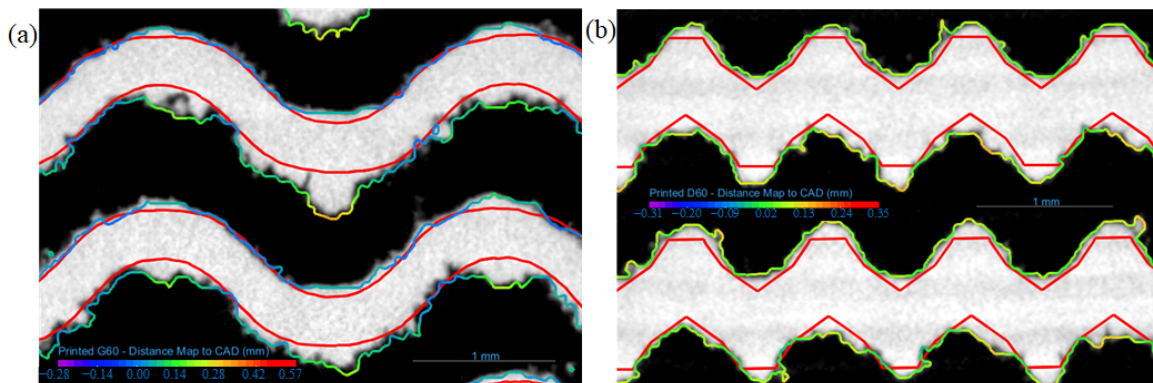 (a)
Printed G60 - Distance Map to CAD (mm)
−0.28 −0.14 0.00 0.14 0.28 0.42 0.57
1 mm
(b)
Printed D60 - Distance Map to CAD (mm)
−0.31 −0.20 −0.09 0.02 0.13 0.24 0.35
1 mm